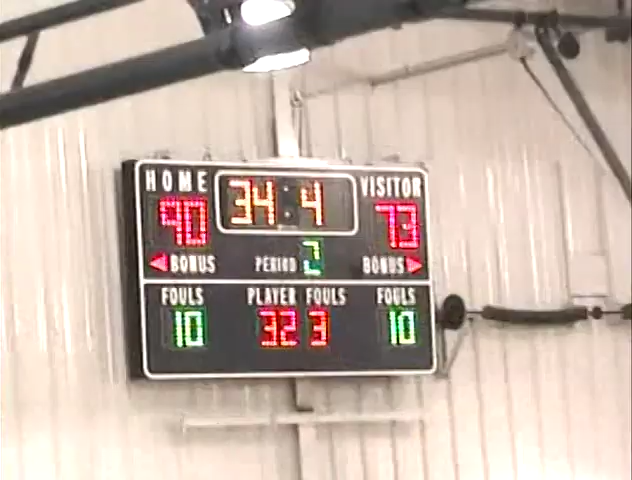 HOME 34:4 VISITOR
90 73
BONUS PERIOD 2 BONUS
FOULS PLAYER FOULS FOULS
10 32 3 10